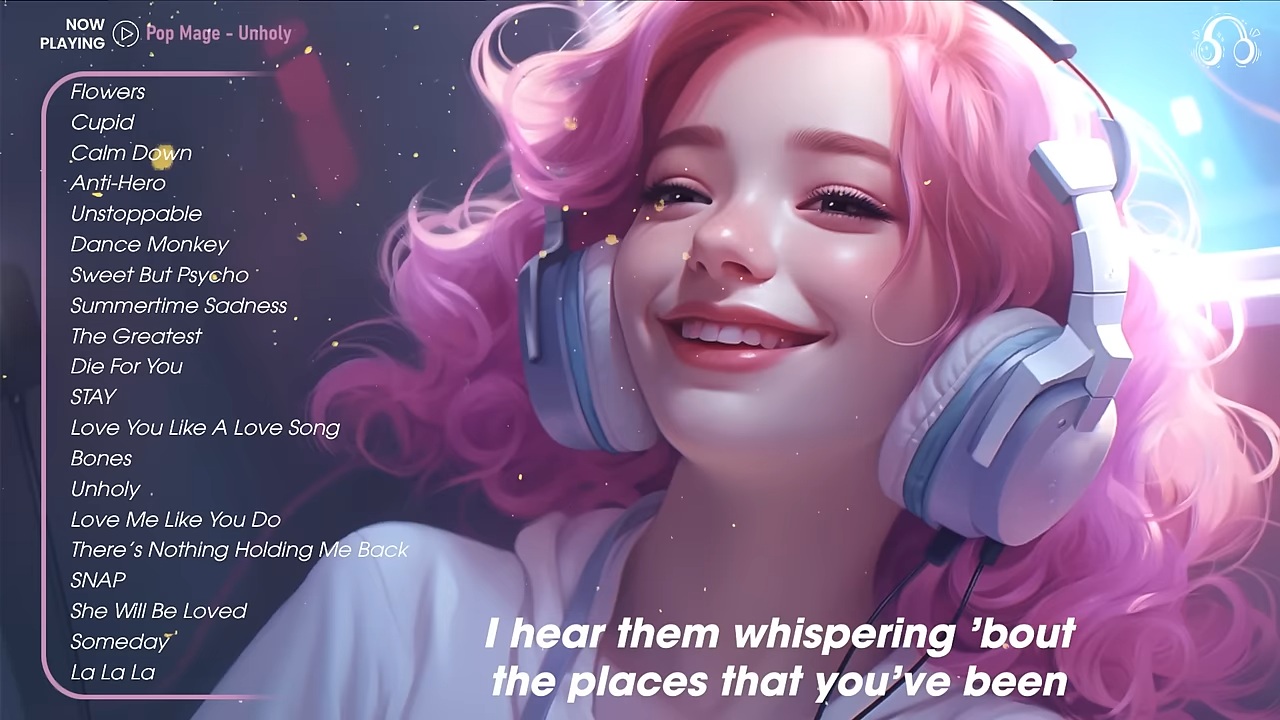 NOW
PLAYING
Pop Mage - Unholy
Flowers
Cupid
Calm Down
Anti-Hero
Unstoppable
Dance Monkey
Sweet But Psycho
Summertime Sadness
The Greatest
Die For You
STAY
Love You Like A Love Song
Bones
Unholy
Love Me Like You Do
There's Nothing Holding Me Back
SNAP
She Will Be Loved
Someday
La La La
I hear them whispering 'bout
the places that you've been